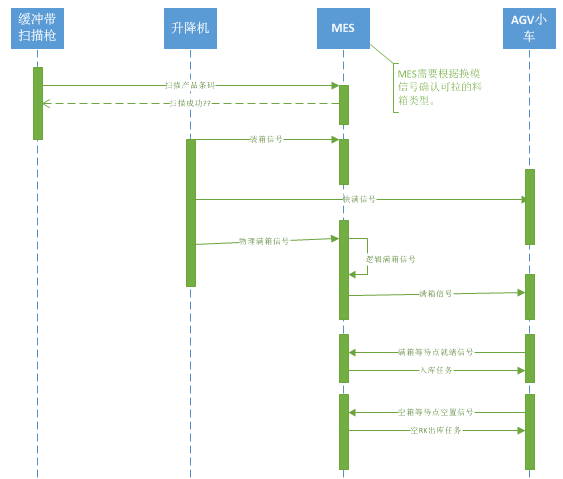 缓冲带
扫描枪
升降机
MES
AGV小
车
MES需要根据换模
信号确认可拉的料
箱类型。
扫描产品条码
扫描成功??
装箱信号
快满信号
物理满箱信号
逻辑满箱信号
满箱信号
满箱等待点就绪信号
入库任务
空箱等待点空置信号
空RK出库任务